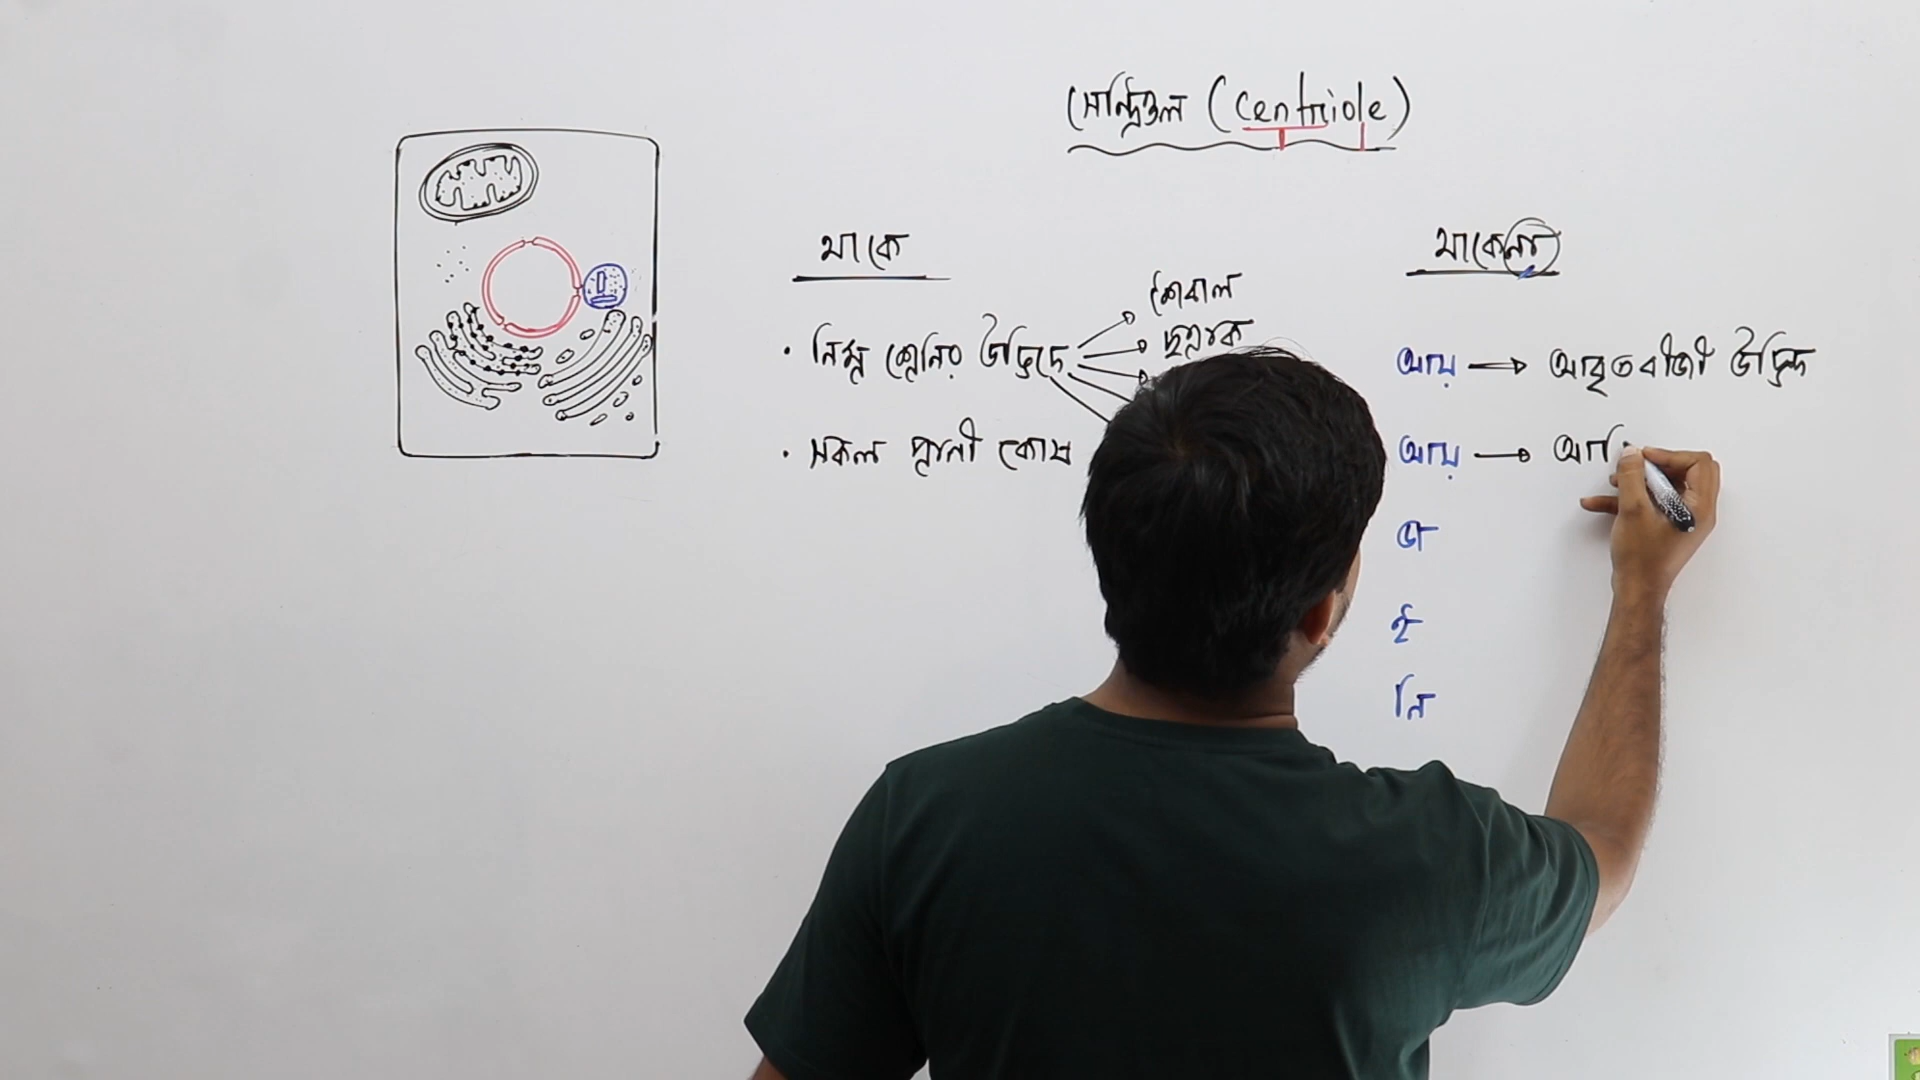 সেন্ট্রিওল (Centriole)
থাকে
থাকেনা
শৈবাল
ছত্রাক
• নিম্ন শ্রেনির উদ্ভিদে
• সকল প্রানী কোষ
আয় → আবৃতবীজী উদ্ভিদ
আয় →
ডা
ই
নি